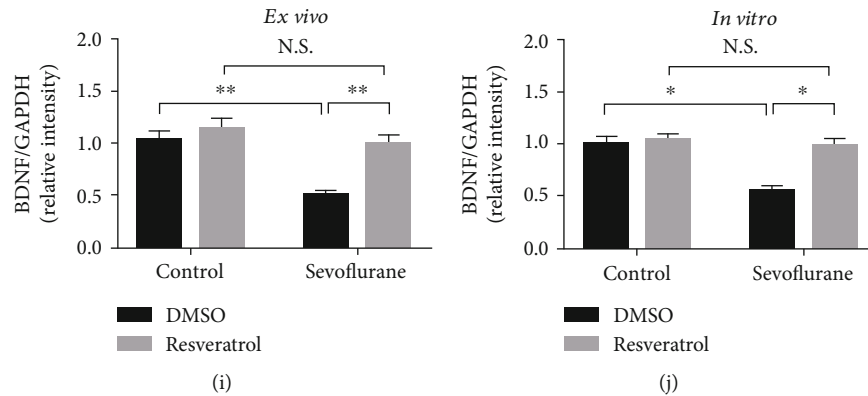 Ex vivo
BDNF/GAPDH
(relative intensity)
2.0
1.5
1.0
0.5
0.0
N.S.
**
**
Control
Sevoflurane
DMSO
Resveratrol
(i)
In vitro
BDNF/GAPDH
(relative intensity)
2.0
1.5
1.0
0.5
0.0
N.S.
*
*
Control
Sevoflurane
DMSO
Resveratrol
(j)